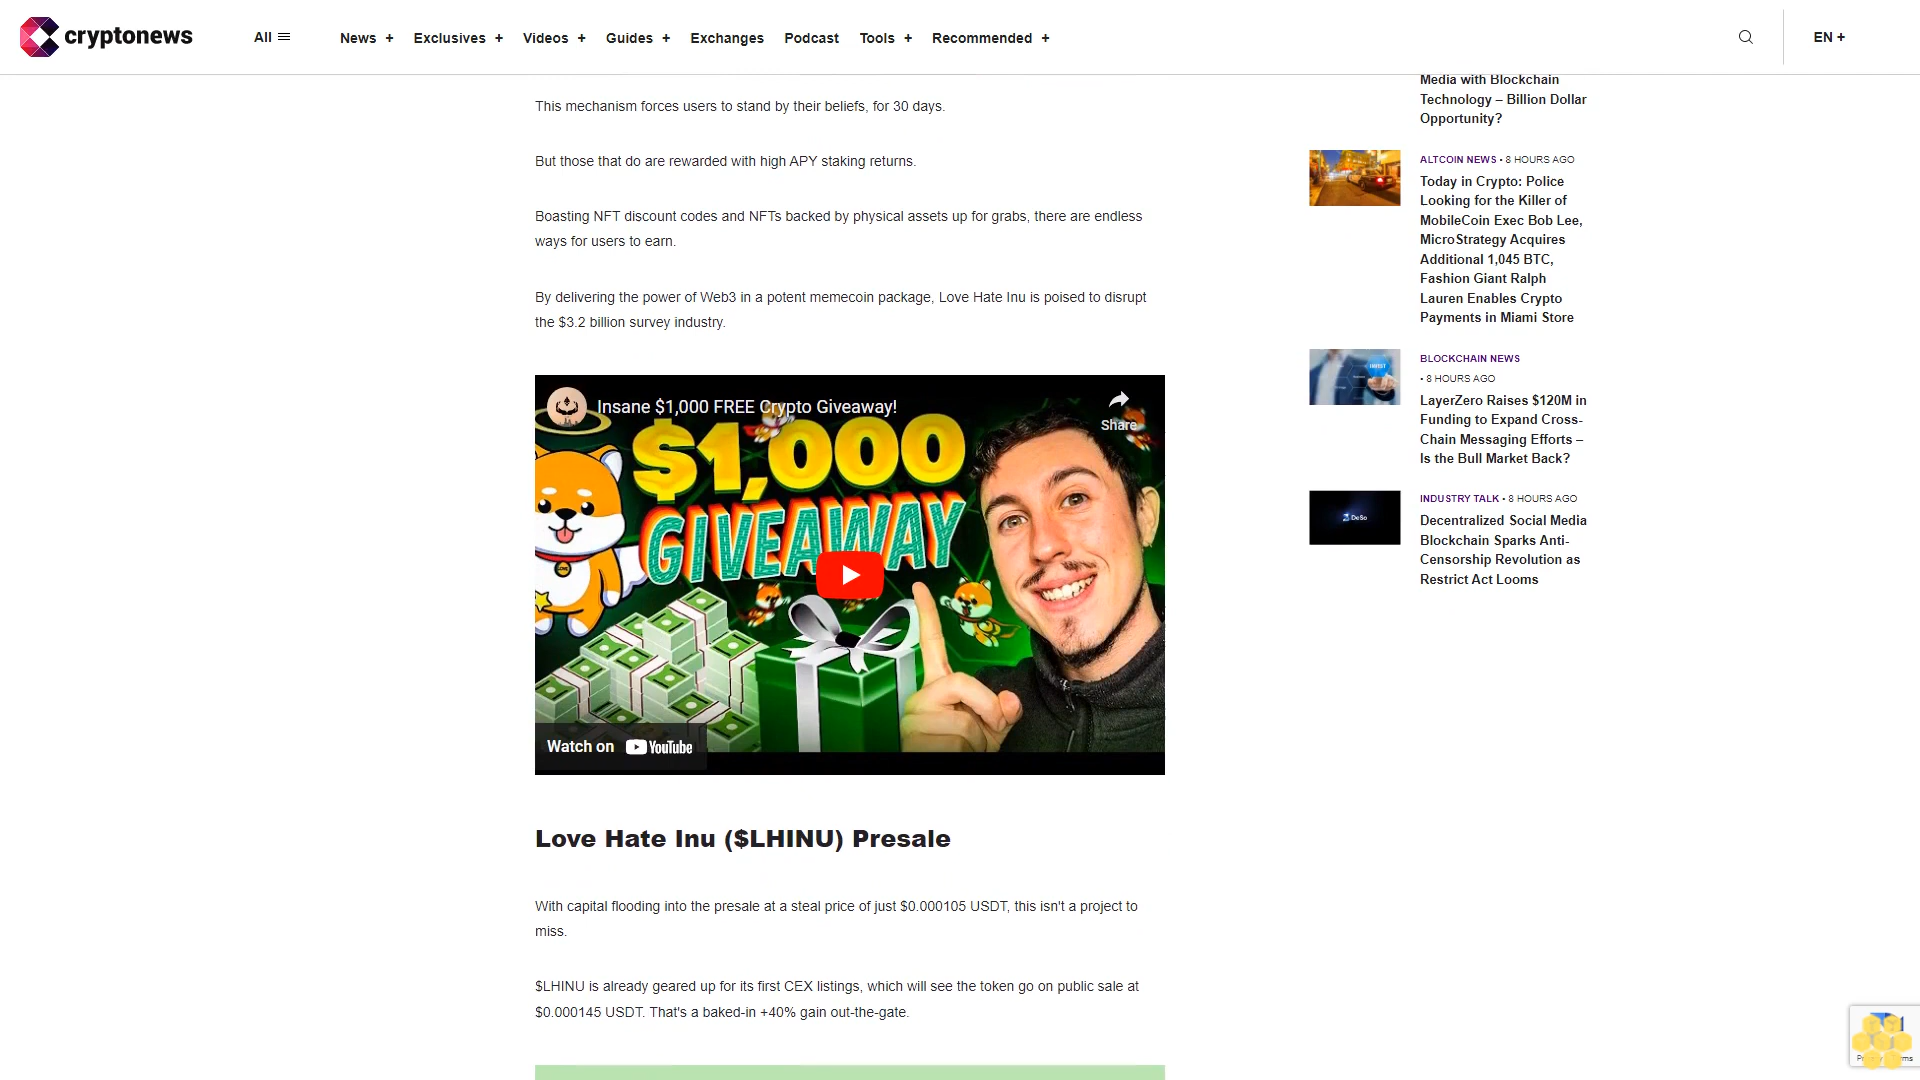 cryptonews
All
News +
Exclusives +
Videos +
Guides +
Exchanges
Podcast
Tools +
Recommended +
EN +
This mechanism forces users to stand by their beliefs, for 30 days.
But those that do are rewarded with high APY staking returns.
Boasting NFT discount codes and NFTs backed by physical assets up for grabs, there are endless
ways for users to earn.
By delivering the power of Web3 in a potent memecoin package, Love Hate Inu is poised to disrupt
the $3.2 billion survey industry.
Insane $1,000 FREE Crypto Giveaway!
Share
$1,000
GIVEAWAY
Watch on YouTube
Love Hate Inu ($LHINU) Presale
With capital flooding into the presale at a steal price of just $0.000105 USDT, this isn't a project to
miss.
$LHINU is already geared up for its first CEX listings, which will see the token go on public sale at
$0.000145 USDT. That's a baked-in +40% gain out-the-gate.
Media with Blockchain
Technology – Billion Dollar
Opportunity?
ALTCOIN NEWS • 8 HOURS AGO
Today in Crypto: Police
Looking for the Killer of
MobileCoin Exec Bob Lee,
MicroStrategy Acquires
Additional 1,045 BTC,
Fashion Giant Ralph
Lauren Enables Crypto
Payments in Miami Store
INVEST
BLOCKCHAIN NEWS
• 8 HOURS AGO
LayerZero Raises $120M in
Funding to Expand Cross-
Chain Messaging Efforts –
Is the Bull Market Back?
DeSo
INDUSTRY TALK • 8 HOURS AGO
Decentralized Social Media
Blockchain Sparks Anti-
Censorship Revolution as
Restrict Act Looms